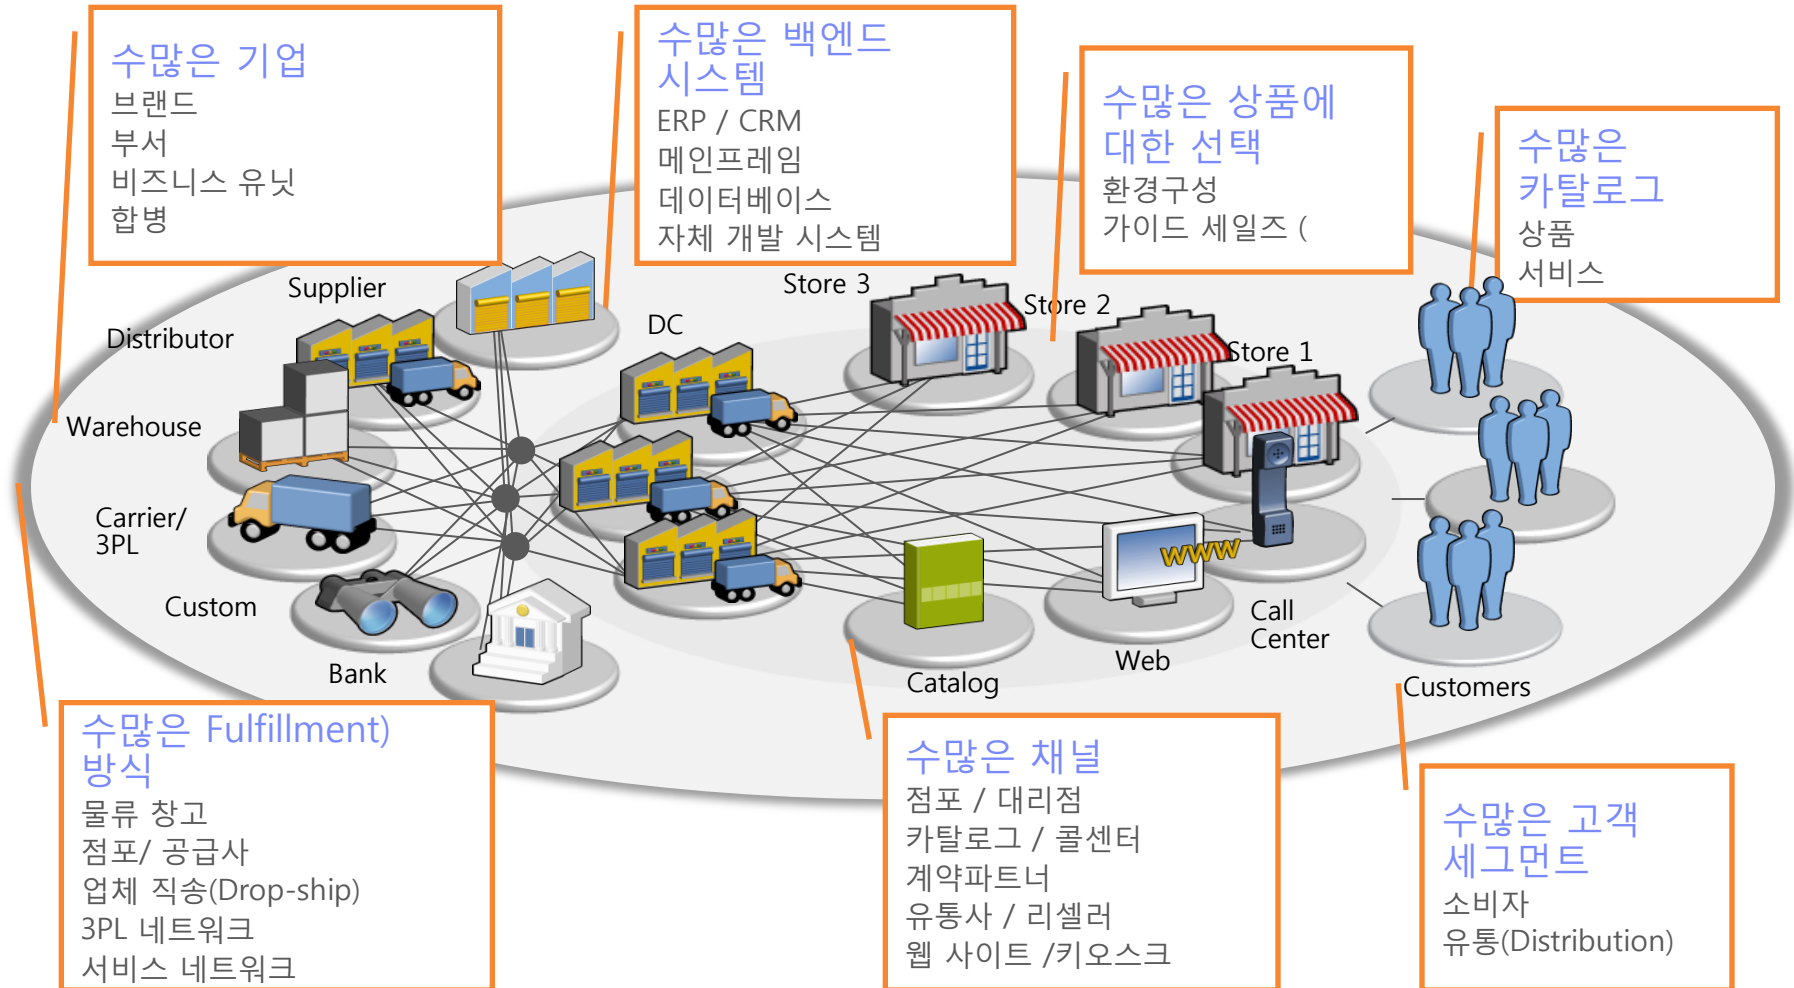 수많은 기업
브랜드
부서
비즈니스 유닛
합병
수많은 백엔드
시스템
ERP / CRM
메인프레임
데이터베이스
자체 개발 시스템
수많은 상품에
대한 선택
환경구성
가이드 세일즈 (
수많은
카탈로그
상품
서비스
Supplier
Distributor
Warehouse
Carrier/
3PL
Custom
Bank
DC
Store 3
Store 2
Store 1
www
Catalog
Web
Call
Center
Customers
수많은 Fulfillment)
방식
물류 창고
점포/ 공급사
업체 직송(Drop-ship)
3PL 네트워크
서비스 네트워크
수많은 채널
점포 / 대리점
카탈로그 / 콜센터
계약파트너
유통사 / 리셀러
웹 사이트 /키오스크
수많은 고객
세그먼트
소비자
유통(Distribution)